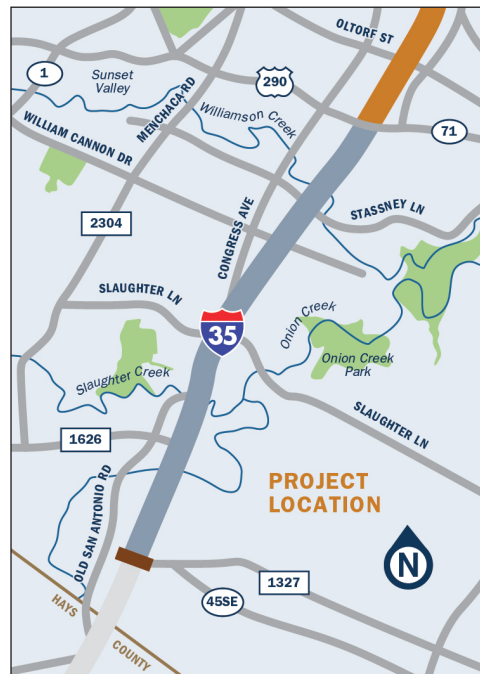 OLTORF ST
1
Sunset
Valley
290
MENCHACA RD
Williamson Creek
71
WILLIAM CANNON DR
2304
CONGRESS AVE
STASSNEY LN
SLAUGHTER LN
35
Onion Creek
Onion Creek
Park
Slaughter Creek
SLAUGHTER LN
1626
PROJECT
LOCATION
OLD SAN ANTONIO RD
N
1327
45SE
HAYS
COUNTY